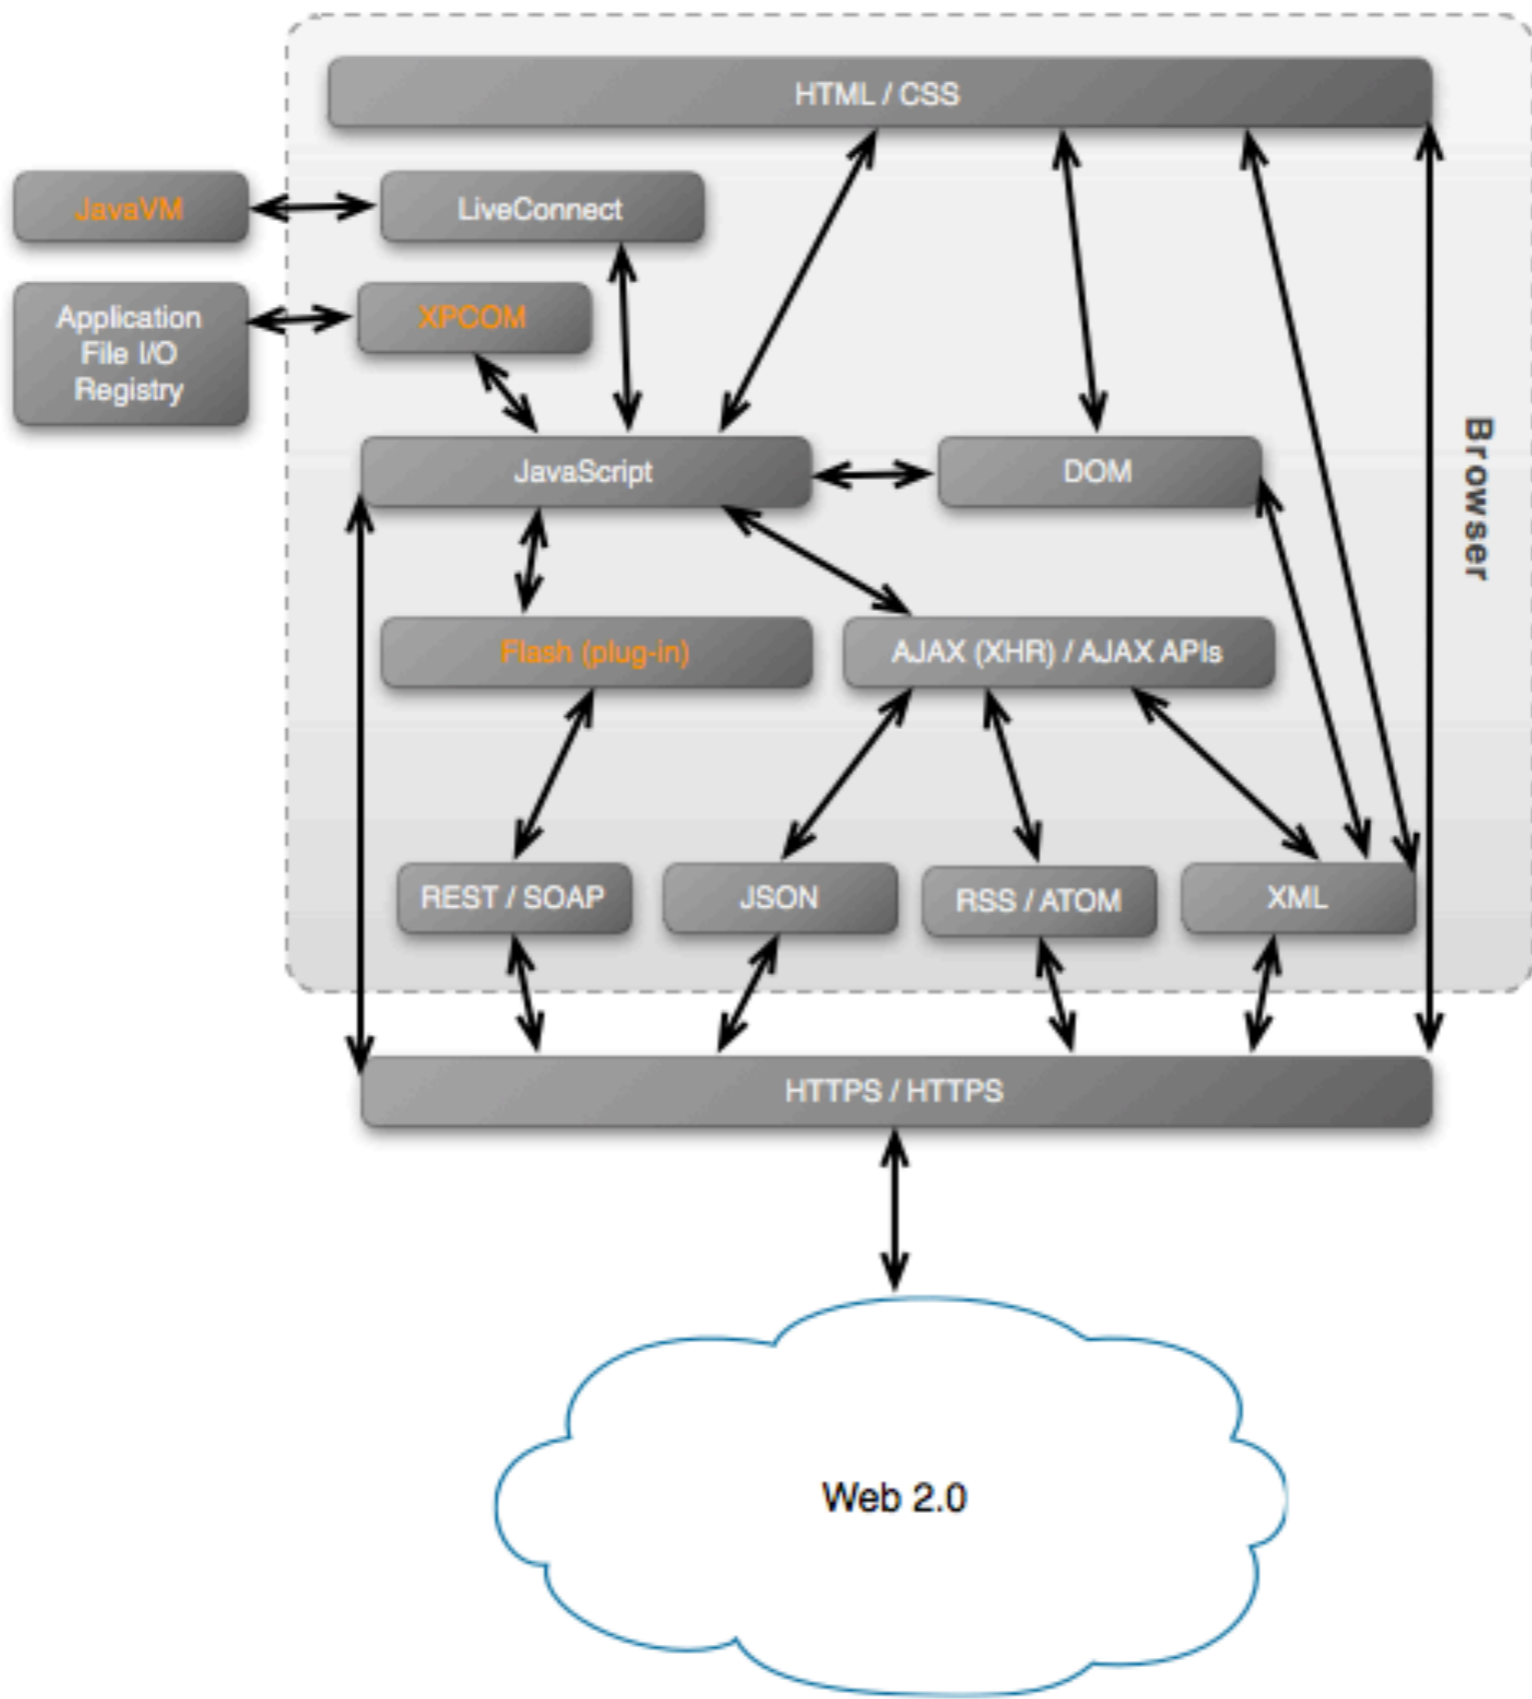 HTML / CSS
JavaVM
LiveConnect
Application
File I/O
Registry
XPCOM
JavaScript
DOM
Browser
Flash (plug-in)
AJAX (XHR) / AJAX APIs
REST / SOAP
JSON
RSS / ATOM
XML
HTTPS / HTTPS
Web 2.0